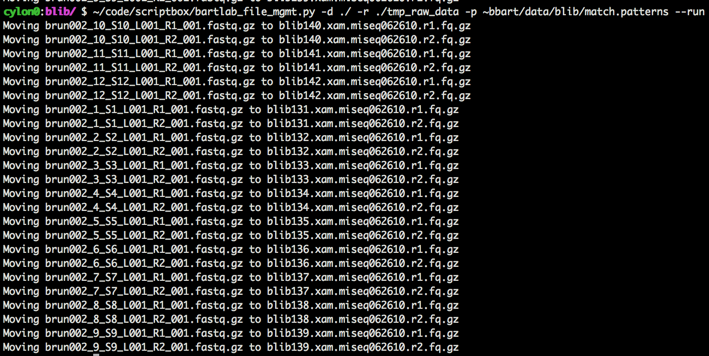 cylon0:blib/ $ ~/code/scriptbox/bartlab_file_mgmt.py -d ./ -r ./tmp_raw_data -p ~bbart/data/blib/match.patterns --run
Moving brun002_10_S10_L001_R1_001.fastq.gz to blib140.xam.miseq062610.r1.fq.gz
Moving brun002_10_S10_L001_R2_001.fastq.gz to blib140.xam.miseq062610.r2.fq.gz
Moving brun002_11_S11_L001_R1_001.fastq.gz to blib141.xam.miseq062610.r1.fq.gz
Moving brun002_11_S11_L001_R2_001.fastq.gz to blib141.xam.miseq062610.r2.fq.gz
Moving brun002_12_S12_L001_R1_001.fastq.gz to blib142.xam.miseq062610.r1.fq.gz
Moving brun002_12_S12_L001_R2_001.fastq.gz to blib142.xam.miseq062610.r2.fq.gz
Moving brun002_1_S1_L001_R1_001.fastq.gz to blib131.xam.miseq062610.r1.fq.gz
Moving brun002_1_S1_L001_R2_001.fastq.gz to blib131.xam.miseq062610.r2.fq.gz
Moving brun002_2_S2_L001_R1_001.fastq.gz to blib132.xam.miseq062610.r1.fq.gz
Moving brun002_2_S2_L001_R2_001.fastq.gz to blib132.xam.miseq062610.r2.fq.gz
Moving brun002_3_S3_L001_R1_001.fastq.gz to blib133.xam.miseq062610.r1.fq.gz
Moving brun002_3_S3_L001_R2_001.fastq.gz to blib133.xam.miseq062610.r2.fq.gz
Moving brun002_4_S4_L001_R1_001.fastq.gz to blib134.xam.miseq062610.r1.fq.gz
Moving brun002_4_S4_L001_R2_001.fastq.gz to blib134.xam.miseq062610.r2.fq.gz
Moving brun002_5_S5_L001_R1_001.fastq.gz to blib135.xam.miseq062610.r1.fq.gz
Moving brun002_5_S5_L001_R2_001.fastq.gz to blib135.xam.miseq062610.r2.fq.gz
Moving brun002_6_S6_L001_R1_001.fastq.gz to blib136.xam.miseq062610.r1.fq.gz
Moving brun002_6_S6_L001_R2_001.fastq.gz to blib136.xam.miseq062610.r2.fq.gz
Moving brun002_7_S7_L001_R1_001.fastq.gz to blib137.xam.miseq062610.r1.fq.gz
Moving brun002_7_S7_L001_R2_001.fastq.gz to blib137.xam.miseq062610.r2.fq.gz
Moving brun002_8_S8_L001_R1_001.fastq.gz to blib138.xam.miseq062610.r1.fq.gz
Moving brun002_8_S8_L001_R2_001.fastq.gz to blib138.xam.miseq062610.r2.fq.gz
Moving brun002_9_S9_L001_R1_001.fastq.gz to blib139.xam.miseq062610.r1.fq.gz
Moving brun002_9_S9_L001_R2_001.fastq.gz to blib139.xam.miseq062610.r2.fq.gz